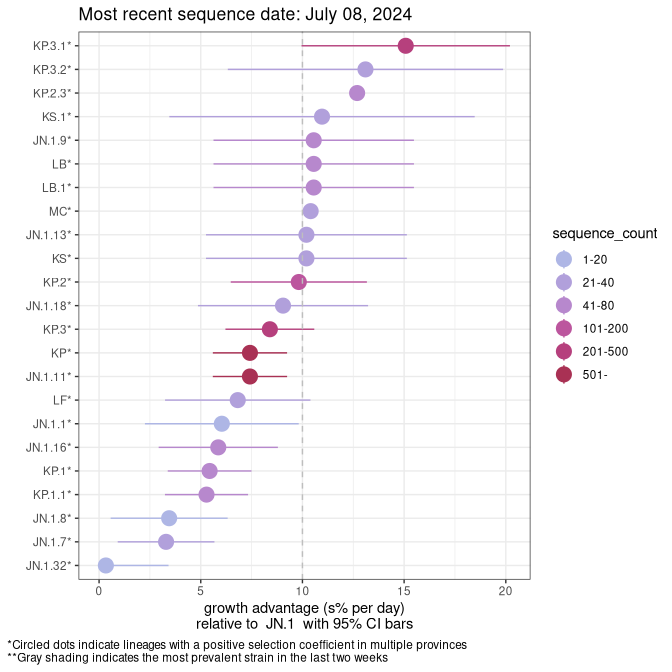 Most recent sequence date: July 08, 2024
KP.3.1*
KP.3.2*
KP.2.3*
KS.1*
JN.1.9*
LB*
LB.1*
MC*
JN.1.13*
KS*
KP.2*
JN.1.18*
KP.3*
KP*
JN.1.11*
LF*
JN.1.1*
JN.1.16*
KP.1*
KP.1.1*
JN.1.8*
JN.1.7*
JN.1.32*
0 5 10 15 20
growth advantage (s% per day)
relative to JN.1 with 95% CI bars
sequence_count
1-20
21-40
41-80
101-200
201-500
501-
*Circled dots indicate lineages with a positive selection coefficient in multiple provinces
**Gray shading indicates the most prevalent strain in the last two weeks